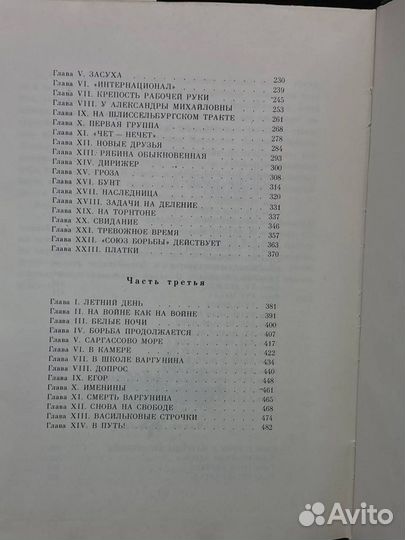 Глава V. ЗАСУХА 230
Глава VI. «ИНТЕРНАЦИОНАЛ» 239
Глава VII. КРЕПОСТЬ РАБОЧЕЙ РУКИ 245
Глава VIII. У АЛЕКСАНДРЫ МИХАЙЛОВНЫ 253
Глава IX. НА ШЛИССЕЛЬБУРГСКОМ ТРАКТЕ 261
Глава X. ПЕРВАЯ ГРУППА 268
Глава XI. «ЧЕТ — НЕЧЕТ» 278
Глава XII. НОВЫЕ ДРУЗЬЯ 284
Глава XIII. РЯБИНА ОБЫКНОВЕННАЯ 293
Глава XIV. ДИРИЖЕР 300
Глава XV. ГРОЗА 308
Глава XVI. БУНТ 314
Глава XVII. НАСЛЕДНИЦА 320
Глава XVIII. ЗАДАЧИ НА ДЕЛЕНИЕ 331
Глава XIX. НА ТОРНТОНЕ 337
Глава XX. СВИДАНИЕ 346
Глава XXI. ТРЕВОЖНОЕ ВРЕМЯ 357
Глава XXII. «СОЮЗ БОРЬБЫ» ДЕЙСТВУЕТ 363
Глава XXIII. ПЛАТКИ 370
Часть третья
Глава I. ЛЕТНИЙ ДЕНЬ 381
Глава II. НА ВОЙНЕ КАК НА ВОЙНЕ 391
Глава III. БЕЛЫЕ НОЧИ 400
Глава IV. БОРЬБА ПРОДОЛЖАЕТСЯ 407
Глава V. САРГАССОВО МОРЕ 417
Глава VI. В КАМЕРЕ 422
Глава VII. В ШКОЛЕ ВАРГУНИНА 434
Глава VIII. ДОПРОС 440
Глава IX. ЕГОР 448
Глава X. ИМЕНИНЫ 461
Глава XI. СМЕРТЬ ВАРГУНИНА 465
Глава XII. СНОВА НА СВОБОДЕ 468
Глава XIII. ВАСИЛЬКОВЫЕ СТРОЧКИ 474
Глава XIV. В ПУТЬ! 482
Avito